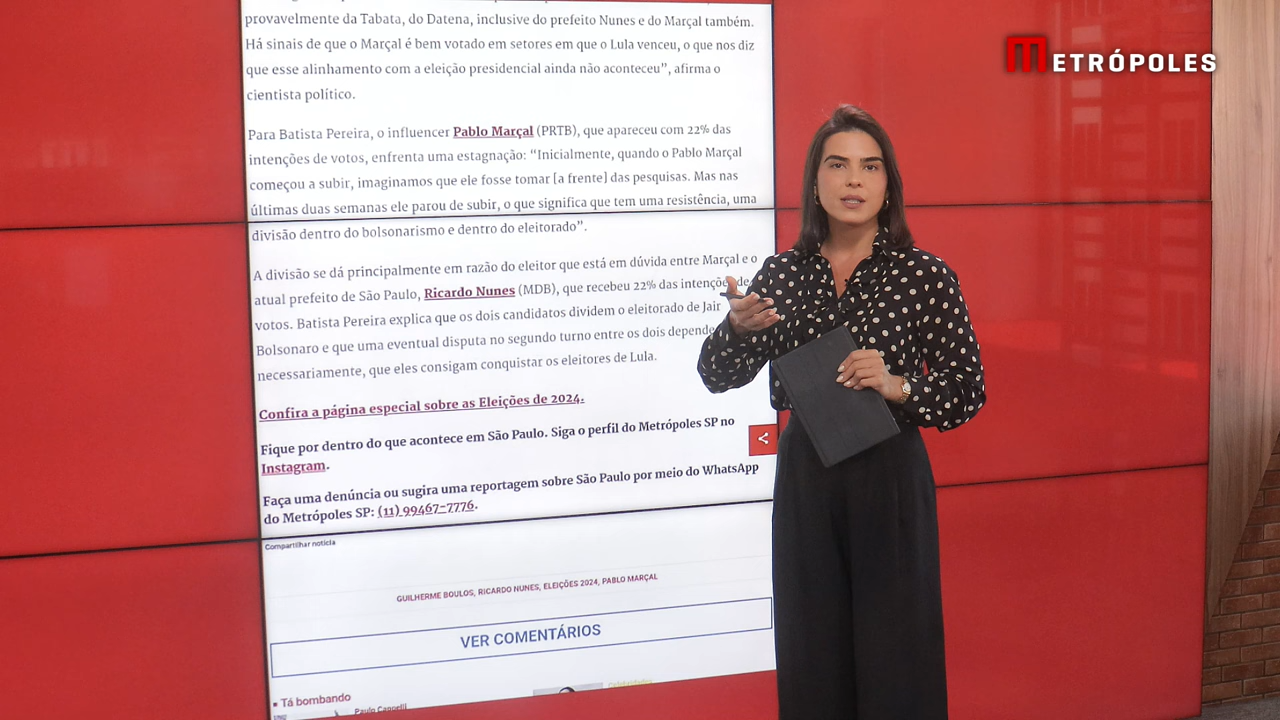 METRÓPOLES
provavelmente da Tabata, do Datena, inclusive do prefeito Nunes e do Marçal também.
Há sinais de que o Marçal é bem votado em setores em que o Lula venceu, o que nos diz
que esse alinhamento com a eleição presidencial ainda não aconteceu”, afirma o
cientista político.
Para Batista Pereira, o influencer Pablo Marçal (PRTB), que apareceu com 22% das
intenções de votos, enfrenta uma estagnação: “Inicialmente, quando o Pablo Marçal
começou a subir, imaginamos que ele fosse tomar [a frente] das pesquisas. Mas nas
últimas duas semanas ele parou de subir, o que significa que tem uma resistência, uma
divisão dentro do bolsonarismo e dentro do eleitorado”.
A divisão se dá principalmente em razão do eleitor que está em dúvida entre Marçal e o
atual prefeito de São Paulo, Ricardo Nunes (MDB), que recebeu 22% das intenções de
votos. Batista Pereira explica que os dois candidatos dividem o eleitorado de Jair
Bolsonaro e que uma eventual disputa no segundo turno entre os dois depende
necessariamente, que eles consigam conquistar os eleitores de Lula.
Confira a página especial sobre as Eleições de 2024.
Fique por dentro do que acontece em São Paulo. Siga o perfil do Metrópoles SP no
Instagram.
Faça uma denúncia ou sugira uma reportagem sobre São Paulo por meio do WhatsApp
do Metrópoles SP: (11) 99467-7776.
Compartilhar notícia
GUILHERME BOULOS, RICARDO NUNES, ELEIÇÕES 2024, PABLO MARÇAL
VER COMENTÁRIOS
Tá bombando
Paulo Cappelli
Celebridades